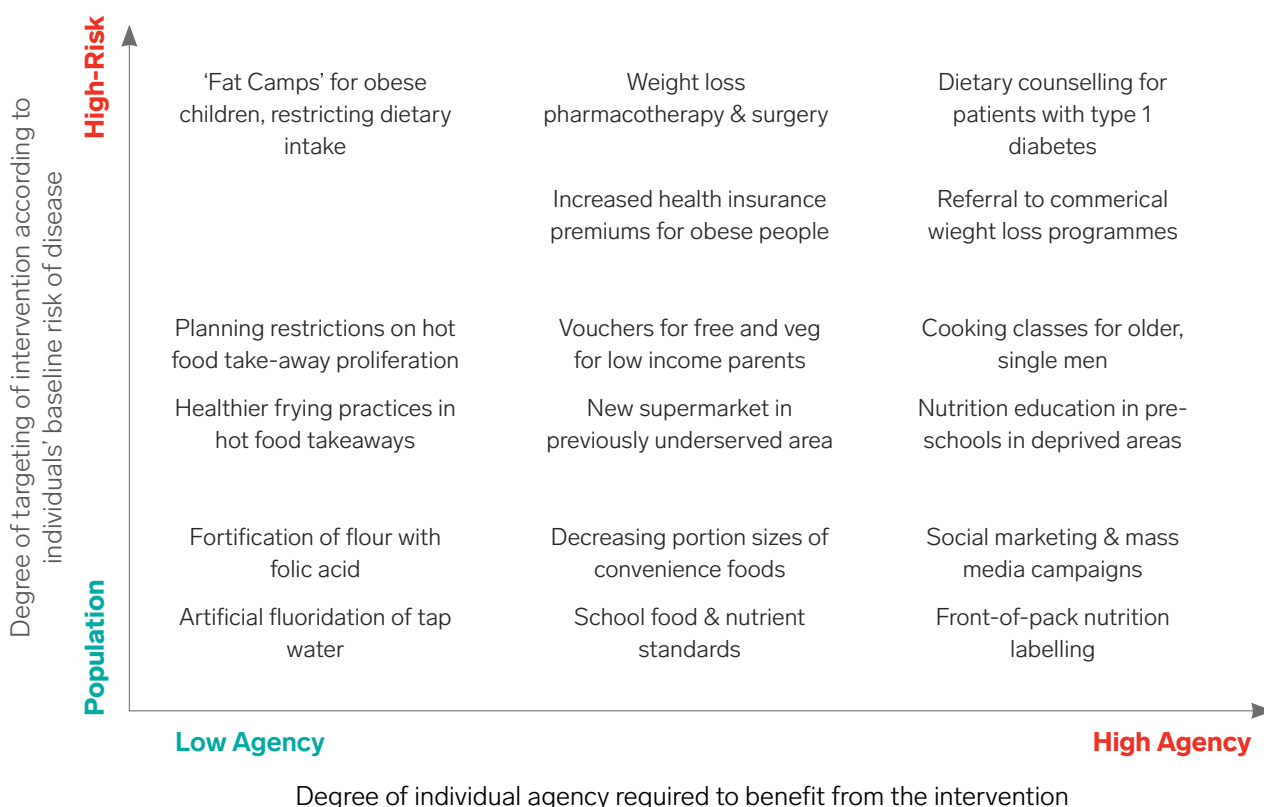 Degree of targeting of intervention according to
individuals’ baseline risk of disease
High-Risk
Population
‘Fat Camps’ for obese
children, restricting dietary
intake
Weight loss
pharmacotherapy & surgery
Dietary counselling for
patients with type 1
diabetes
Increased health insurance
premiums for obese people
Referral to commerical
wieght loss programmes
Planning restrictions on hot
food take-away proliferation
Vouchers for free and veg
for low income parents
Cooking classes for older,
single men
Healthier frying practices in
hot food takeaways
New supermarket in
previously underserved area
Nutrition education in pre-
schools in deprived areas
Fortification of flour with
folic acid
Decreasing portion sizes of
convenience foods
Social marketing & mass
media campaigns
Artificial fluoridation of tap
water
School food & nutrient
standards
Front-of-pack nutrition
labelling
Low Agency
High Agency
Degree of individual agency required to benefit from the intervention